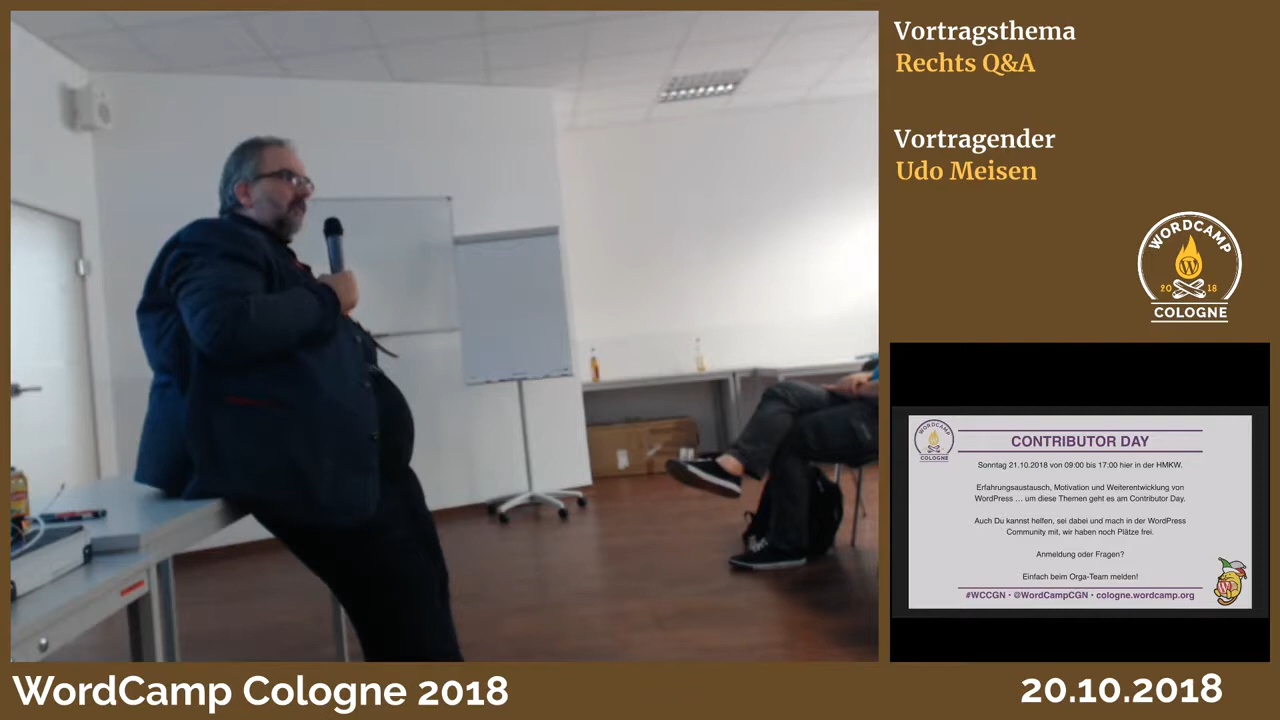 Vortragsthema
Rechts Q&A
Vortragender
Udo Meisen
WORDCAMP
20 18
COLOGNE
WORDCAMP
COLOGNE
CONTRIBUTOR DAY
Sonntag 21.10.2018 von 09:00 bis 17:00 hier in der HMKW.
Erfahrungsaustausch, Motivation und Weiterentwicklung von
WordPress … um diese Themen geht es am Contributor Day.
Auch Du kannst helfen, sei dabei und mach in der WordPress
Community mit, wir haben noch Plätze frei.
Anmeldung oder Fragen?
Einfach beim Orga-Team melden!
#WCCGN • @WordCampCGN • cologne.wordcamp.org
WordCamp Cologne 2018
20.10.2018